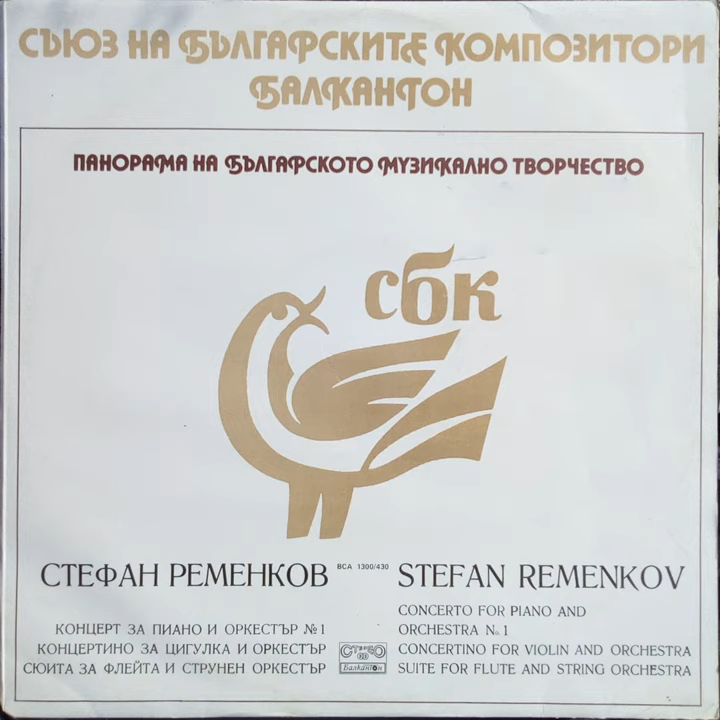 СЪЮЗ НА БЪЛГАРСКИТЕ КОМПОЗИТОРИ
БАЛКАНТОН
ПАНОРАМА НА БЪЛГАРСКОТО МУЗИКАЛНО ТВОРЧЕСТВО
сбк
СТЕФАН РЕМЕНКОВ
ВСА 1300/430
STEFAN REMENKOV
КОНЦЕРТ ЗА ПИАНО И ОРКЕСТЪР №1
КОНЦЕРТИНО ЗА ЦИГУЛКА И ОРКЕСТЪР
СЮИТА ЗА ФЛЕЙТА И СТРУНЕН ОРКЕСТЪР
СТЕРЕО
Балкантон
CONCERTO FOR PIANO AND
ORCHESTRA №1
CONCERTINO FOR VIOLIN AND ORCHESTRA
SUITE FOR FLUTE AND STRING ORCHESTRA